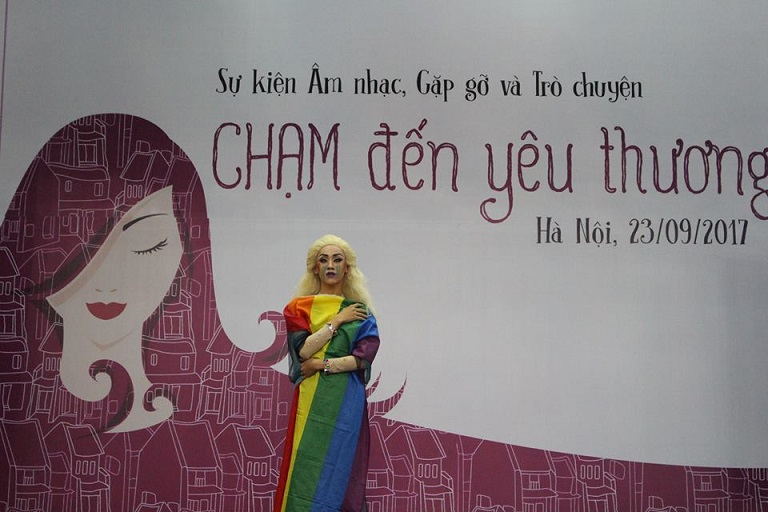 Sự kiện Âm nhạc, Gặp gỡ và Trò chuyện
CHẠM đến yêu thương
Hà Nội, 23/09/2017